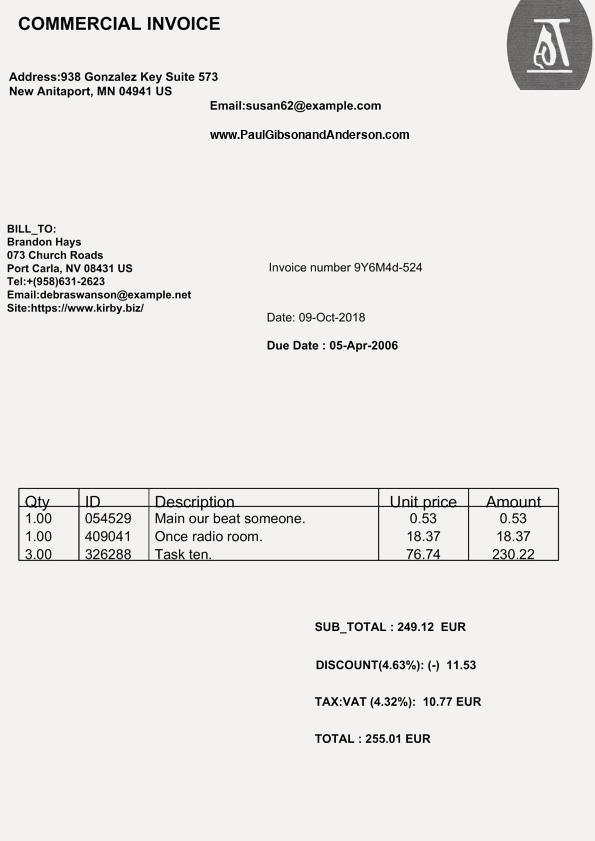 COMMERCIAL INVOICE
Address:938 Gonzalez Key Suite 573
New Anitaport, MN 04941 US
Email:susan62@example.com
www.PaulGibsonandAnderson.com
BILL_TO:
Brandon Hays
073 Church Roads
Port Carla, NV 08431 US
Tel:+(958)631-2623
Email:debraswanson@example.net
Site:https://www.kirby.biz/
Invoice number 9Y6M4d-524
Date: 09-Oct-2018
Due Date : 05-Apr-2006
Qty ID Description Unit price Amount
1.00 054529 Main our beat someone. 0.53 0.53
1.00 409041 Once radio room. 18.37 18.37
3.00 326288 Task ten. 76.74 230.22
SUB_TOTAL : 249.12 EUR
DISCOUNT(4.63%): (-) 11.53
TAX:VAT (4.32%): 10.77 EUR
TOTAL : 255.01 EUR